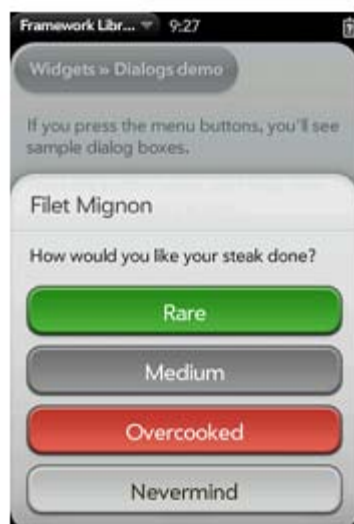 Framework Libr... 9:27
Widgets » Dialogs demo
If you press the menu buttons, you'll see
sample dialog boxes.
Filet Mignon
How would you like your steak done?
Rare
Medium
Overcooked
Nevermind